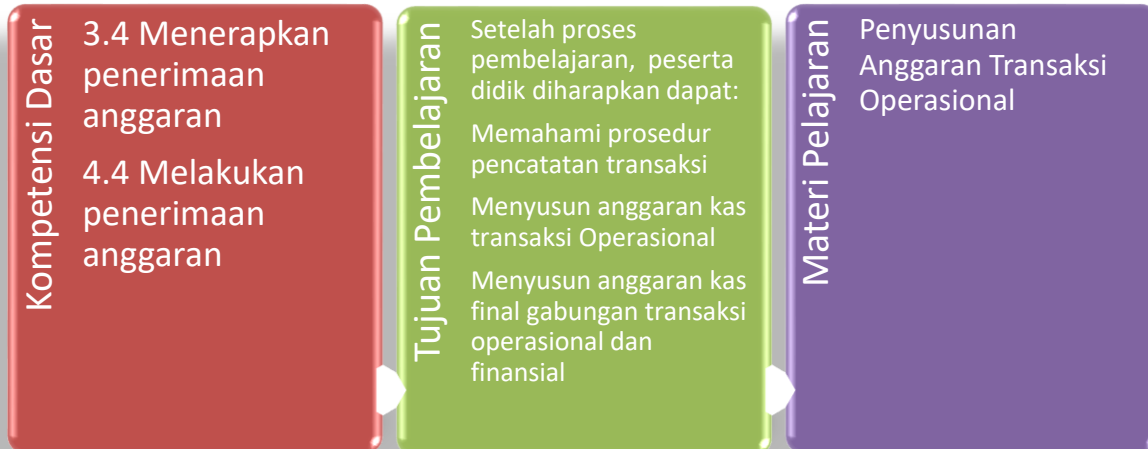 Kompetensi Dasar
3.4 Menerapkan
penerimaan
anggaran
4.4 Melakukan
penerimaan
anggaran
Tujuan Pembelajaran
Setelah proses
pembelajaran, peserta
didik diharapkan dapat:
Memahami prosedur
pencatatan transaksi
Menyusun anggaran kas
transaksi Operasional
Menyusun anggaran kas
final gabungan transaksi
operasional dan
finansial
Materi Pelajaran
Penyusunan
Anggaran Transaksi
Operasional